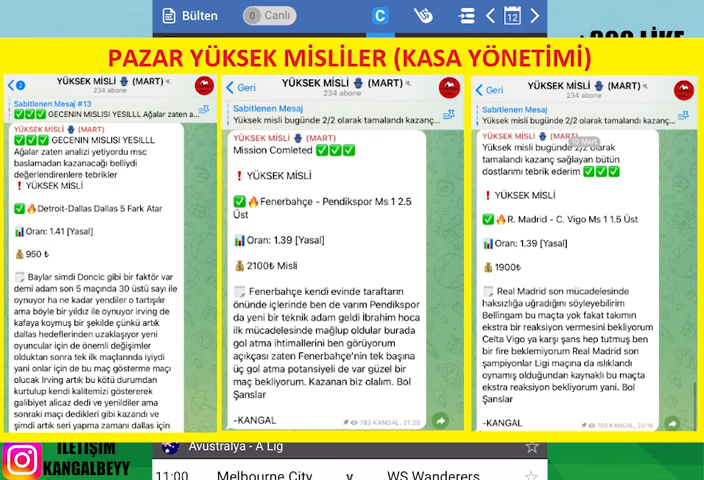 Bülten
0 Canlı
C
12
PAZAR YÜKSEK MİSLİLER (KASA YÖNETİMİ)
2
YÜKSEK MİSLİ (MART)
234 abone
Sabitlenen Mesaj #13
✅✅✅ GECENIN MISLISI YESILLL Ağalar zaten a...
YÜKSEK MİSLİ (MART)
✅✅✅ GECENIN MISLISI YESILLL
Ağalar zaten analizi yetiyordu msc
baslamadan kazanacağı belliydi
değerlendirenlere tebrikler
❗ YÜKSEK MİSLİ
✅🔥Detroit-Dallas Dallas 5 Fark Atar
📊Oran: 1.41 [Yasal]
💰950 ₺
🗒 Baylar simdi Doncic gibi bir faktör var
demi adam son 5 maçında 30 üstü sayı ile
oynuyor ha ne kadar yendiler o tartışılır
ama böyle bir yıldız ile oynuyor irving de
kafaya koymuş bir şekilde çünkü artık
dallas hedeflerinden uzaklaşıyor yeni
oyuncular için de önemli değişimler
olduktan sonra tek ilk maçlarında iyiydi
yani onlar için de bu maç gösterme maçı
olucak Irving artık bu kötü durumdan
kurtulup kendi kalitemizi göstererek
galibiyet alicaz dedi ve yenildiler ama
sonraki maçı dedikleri gibi kazandı ve
şimdi artık seri yapma zamanı dallas için
Geri
YÜKSEK MİSLİ (MART)
234 abone
Sabitlenen Mesaj
Yüksek misli bugünde 2/2 olarak tamalandı kazanç...
YÜKSEK MİSLİ (MART)
Mission Comleted ✅✅✅
❗ YÜKSEK MİSLİ
✅🔥Fenerbahçe - Pendikspor Ms 1 2.5
Üst
📊Oran: 1.39 [Yasal]
💰2100₺ Misli
🗒 Fenerbahçe kendi evinde taraftarın
önünde içlerinden ben de varım Pendikspor
da yeni bir teknik adam geldi İbrahim hoca
ilk mücadelesinde mağlup oldular burada
gol atma ihtimallerini ben görüyorum
açıkçası zaten Fenerbahçe'nin tek başına
üç gol atma potansiyeli de var güzel bir
maç bekliyorum. Kazanan biz olalım. Bol
Şanslar
-KANGAL
783 KANGAL, 21:20
Geri
YÜKSEK MİSLİ (MART)
234 abone
Sabitlenen Mesaj
Yüksek misli bugünde 2/2 olarak tamalandı kazanç...
YÜKSEK MİSLİ (MART)
10 Mart
Yüksek misli bugünde 2/2 olarak
tamalandı kazanç sağlayan bütün
dostlarımı tebrik ederim ✅✅✅
❗ YÜKSEK MİSLİ
✅🔥R. Madrid - C. Vigo Ms 1 1.5 Üst
📊Oran: 1.39 [Yasal]
💰1900₺
🗒 Real Madrid son mücadelesinde
haksızlığa uğradığını söyleyebilirim
Bellingam bu maçta yok fakat takımın
ekstra bir reaksiyon vermesini bekliyorum
Celta Vigo ya karşı şans hep tutmuş ben
bir fire beklemiyorum Real Madrid son
şampiyonlar Ligi maçına da ıslıklandı
oynamış olduğundan kaynaklı bu maçta
ekstra reaksiyon bekliyorum yani. Bol
Şanslar
-KANGAL
709 KANGAL, 22:16
İLETİŞİM
KANGALBEYY
Avustralya - A Lig
11:00 Melbourne City v WS Wanderers